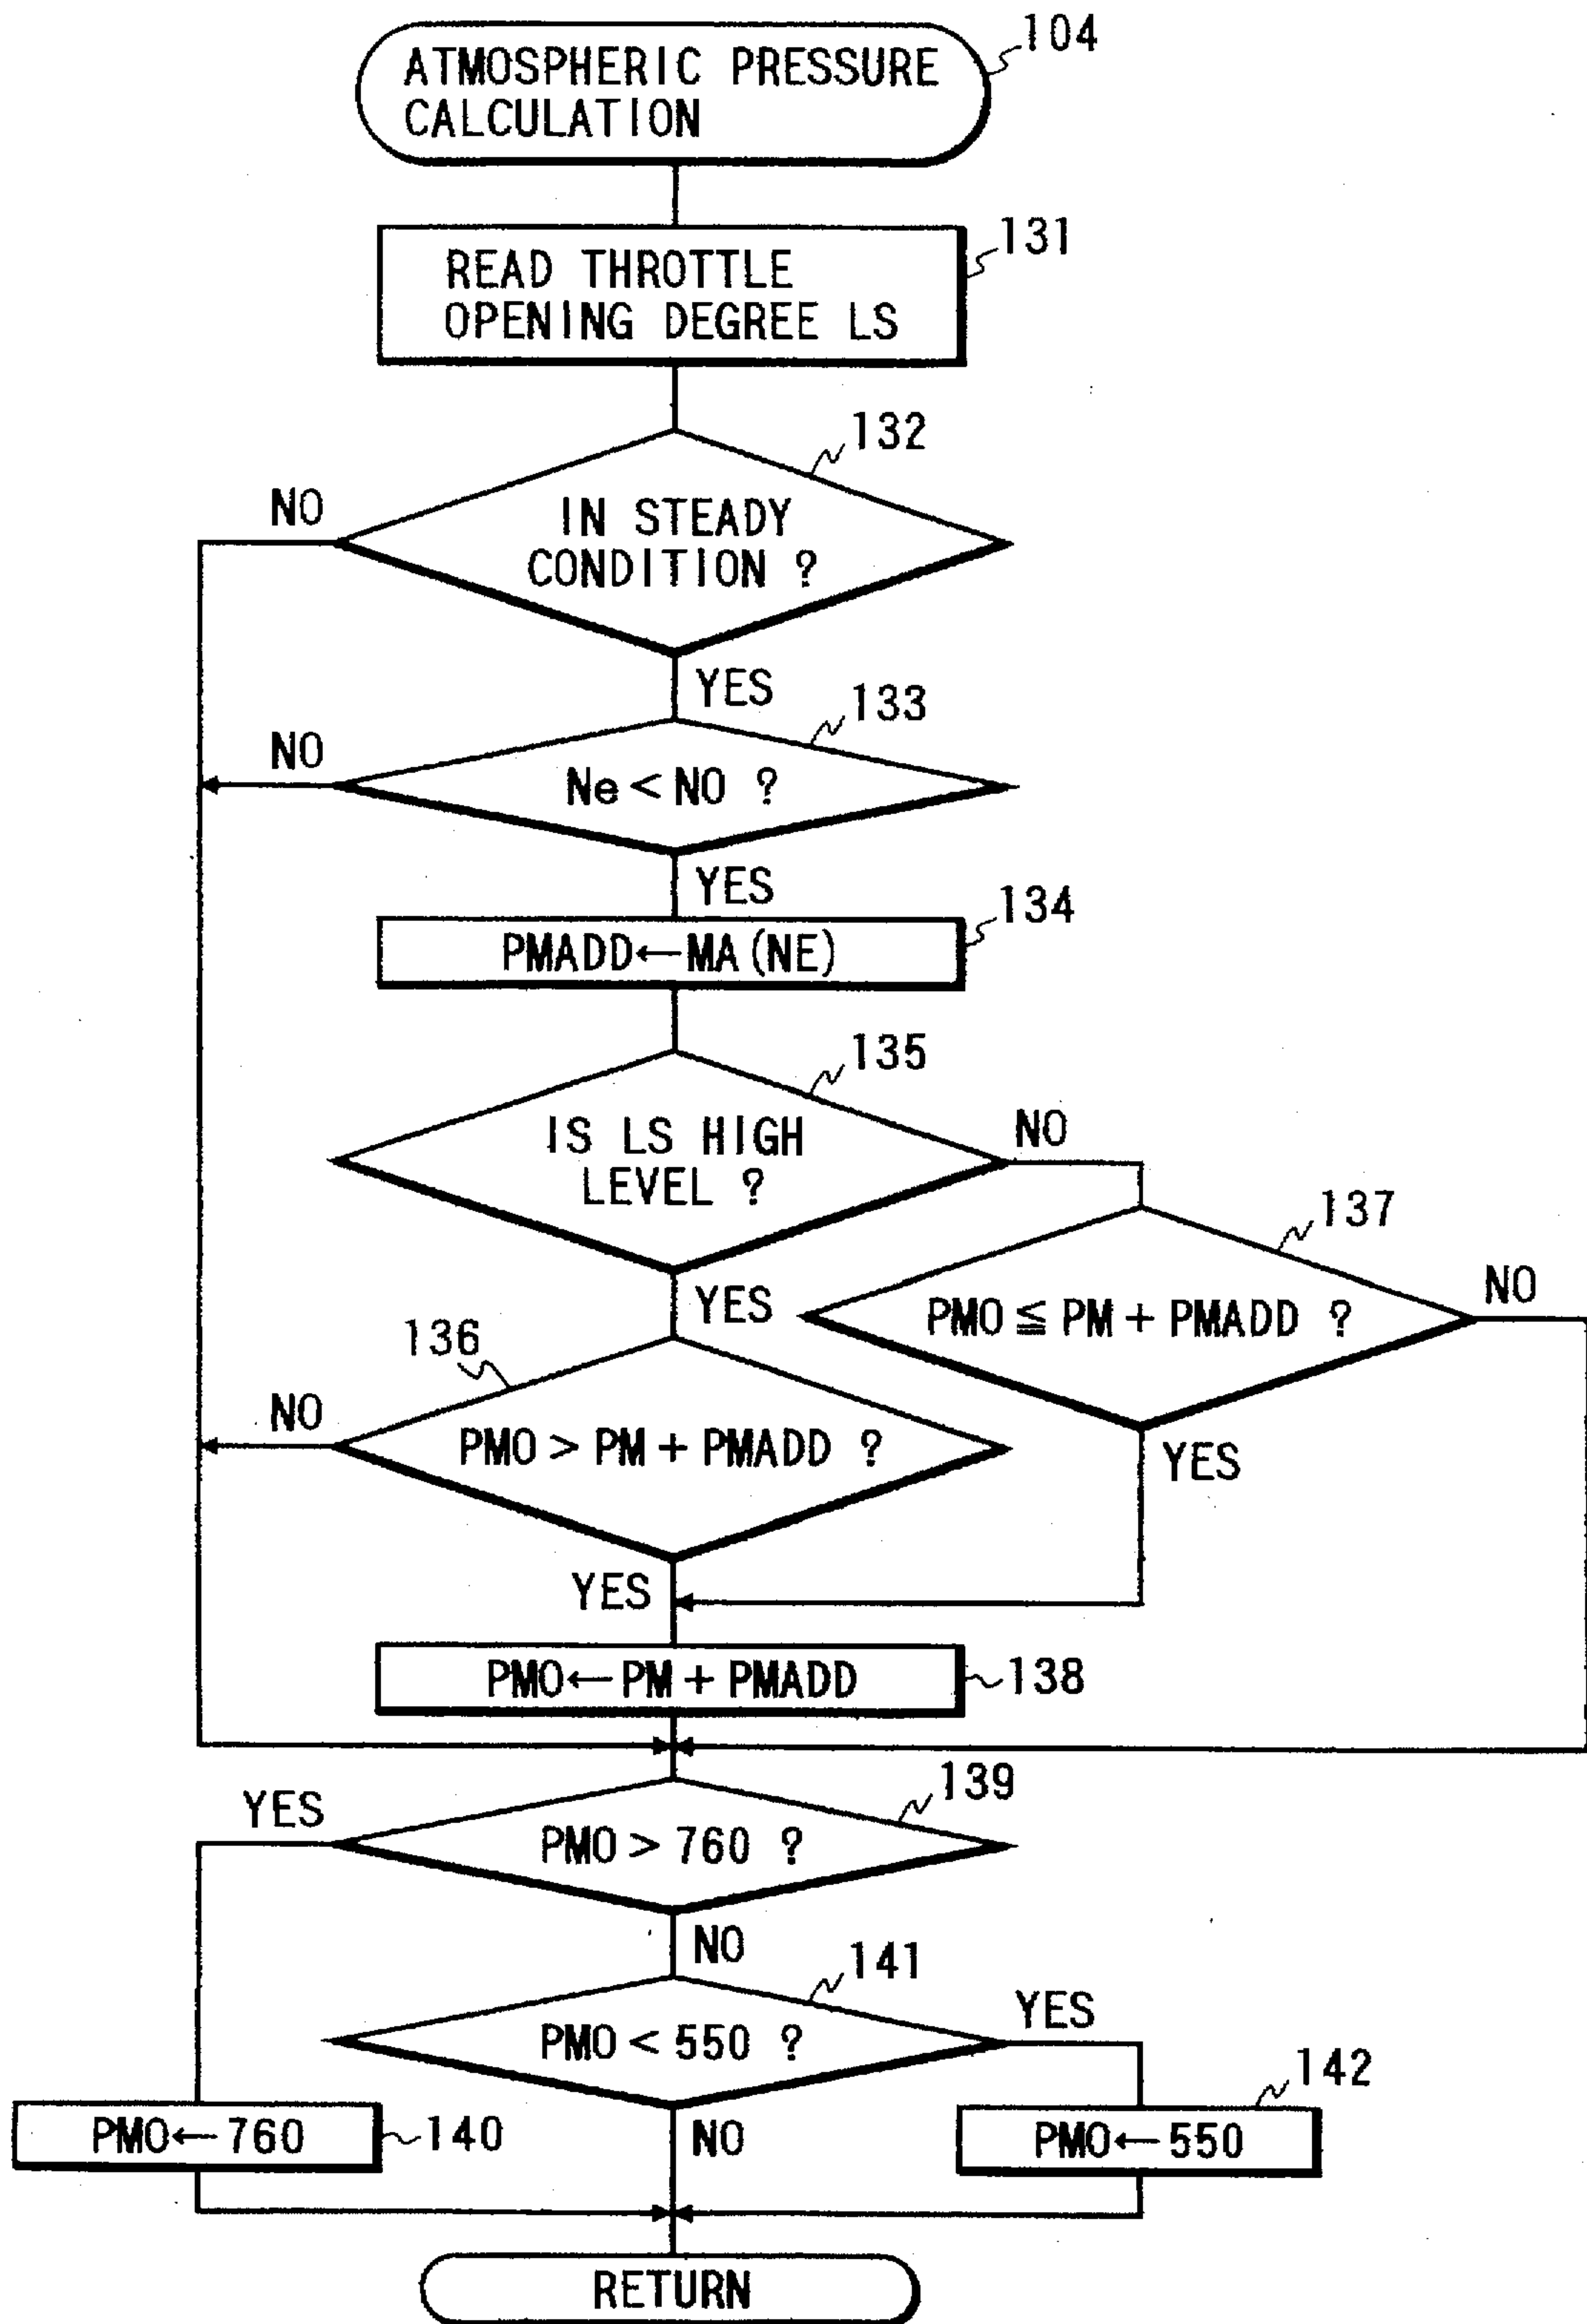 ATMOSPHERIC PRESSURE
CALCULATION
104
READ THROTTLE
OPENING DEGREE LS
131
132
NO
IN STEADY
CONDITION ?
YES
133
NO
Ne < NO ?
YES
134
PMADD←MA(NE)
135
IS LS HIGH
LEVEL ?
NO
137
YES
PMO ≦ PM + PMADD ?
NO
136
NO
PMO > PM + PMADD ?
YES
YES
PMO←PM + PMADD
138
139
YES
PMO > 760 ?
NO
141
PMO < 550 ?
YES
142
PMO←760
140
NO
PMO←550
RETURN